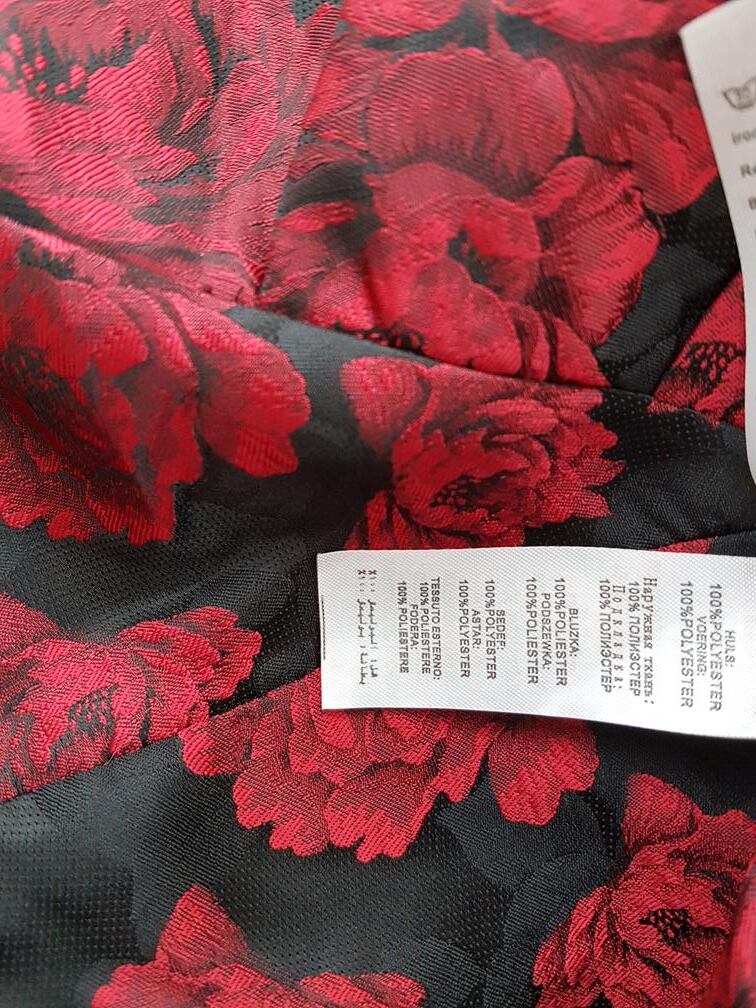 HULS:
100%POLYESTER
VOERING:
100%POLYESTER
Наружная ткань:
100% ПОЛИЭСТЕР
Подкладка:
100% ПОЛИЭСТЕР
BLUZKA:
100%POLIESTER
PODSZEWKA:
100%POLIESTER
SEDEF:
100%POLYESTER
ASTAR:
100%POLYESTER
TESSUTO ESTERNO:
100% POLIESTERE
FODERA:
100% POLIESTERE